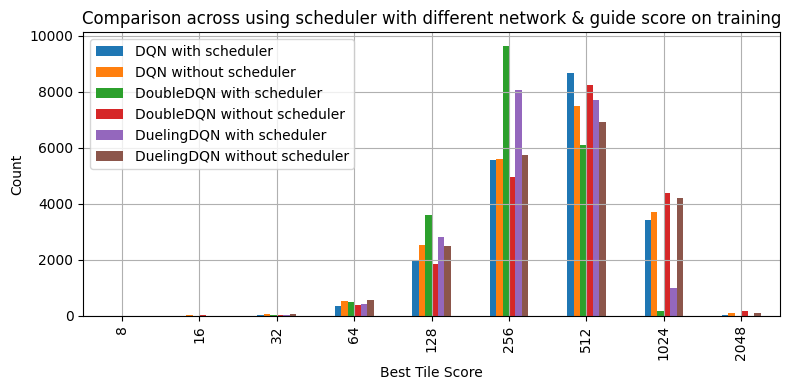 Comparison across using scheduler with different network & guide score on training
10000
8000
6000
4000
2000
0
Count
DQN with scheduler
DQN without scheduler
DoubleDQN with scheduler
DoubleDQN without scheduler
DuelingDQN with scheduler
DuelingDQN without scheduler
8
16
32
64
128
256
512
1024
2048
Best Tile Score